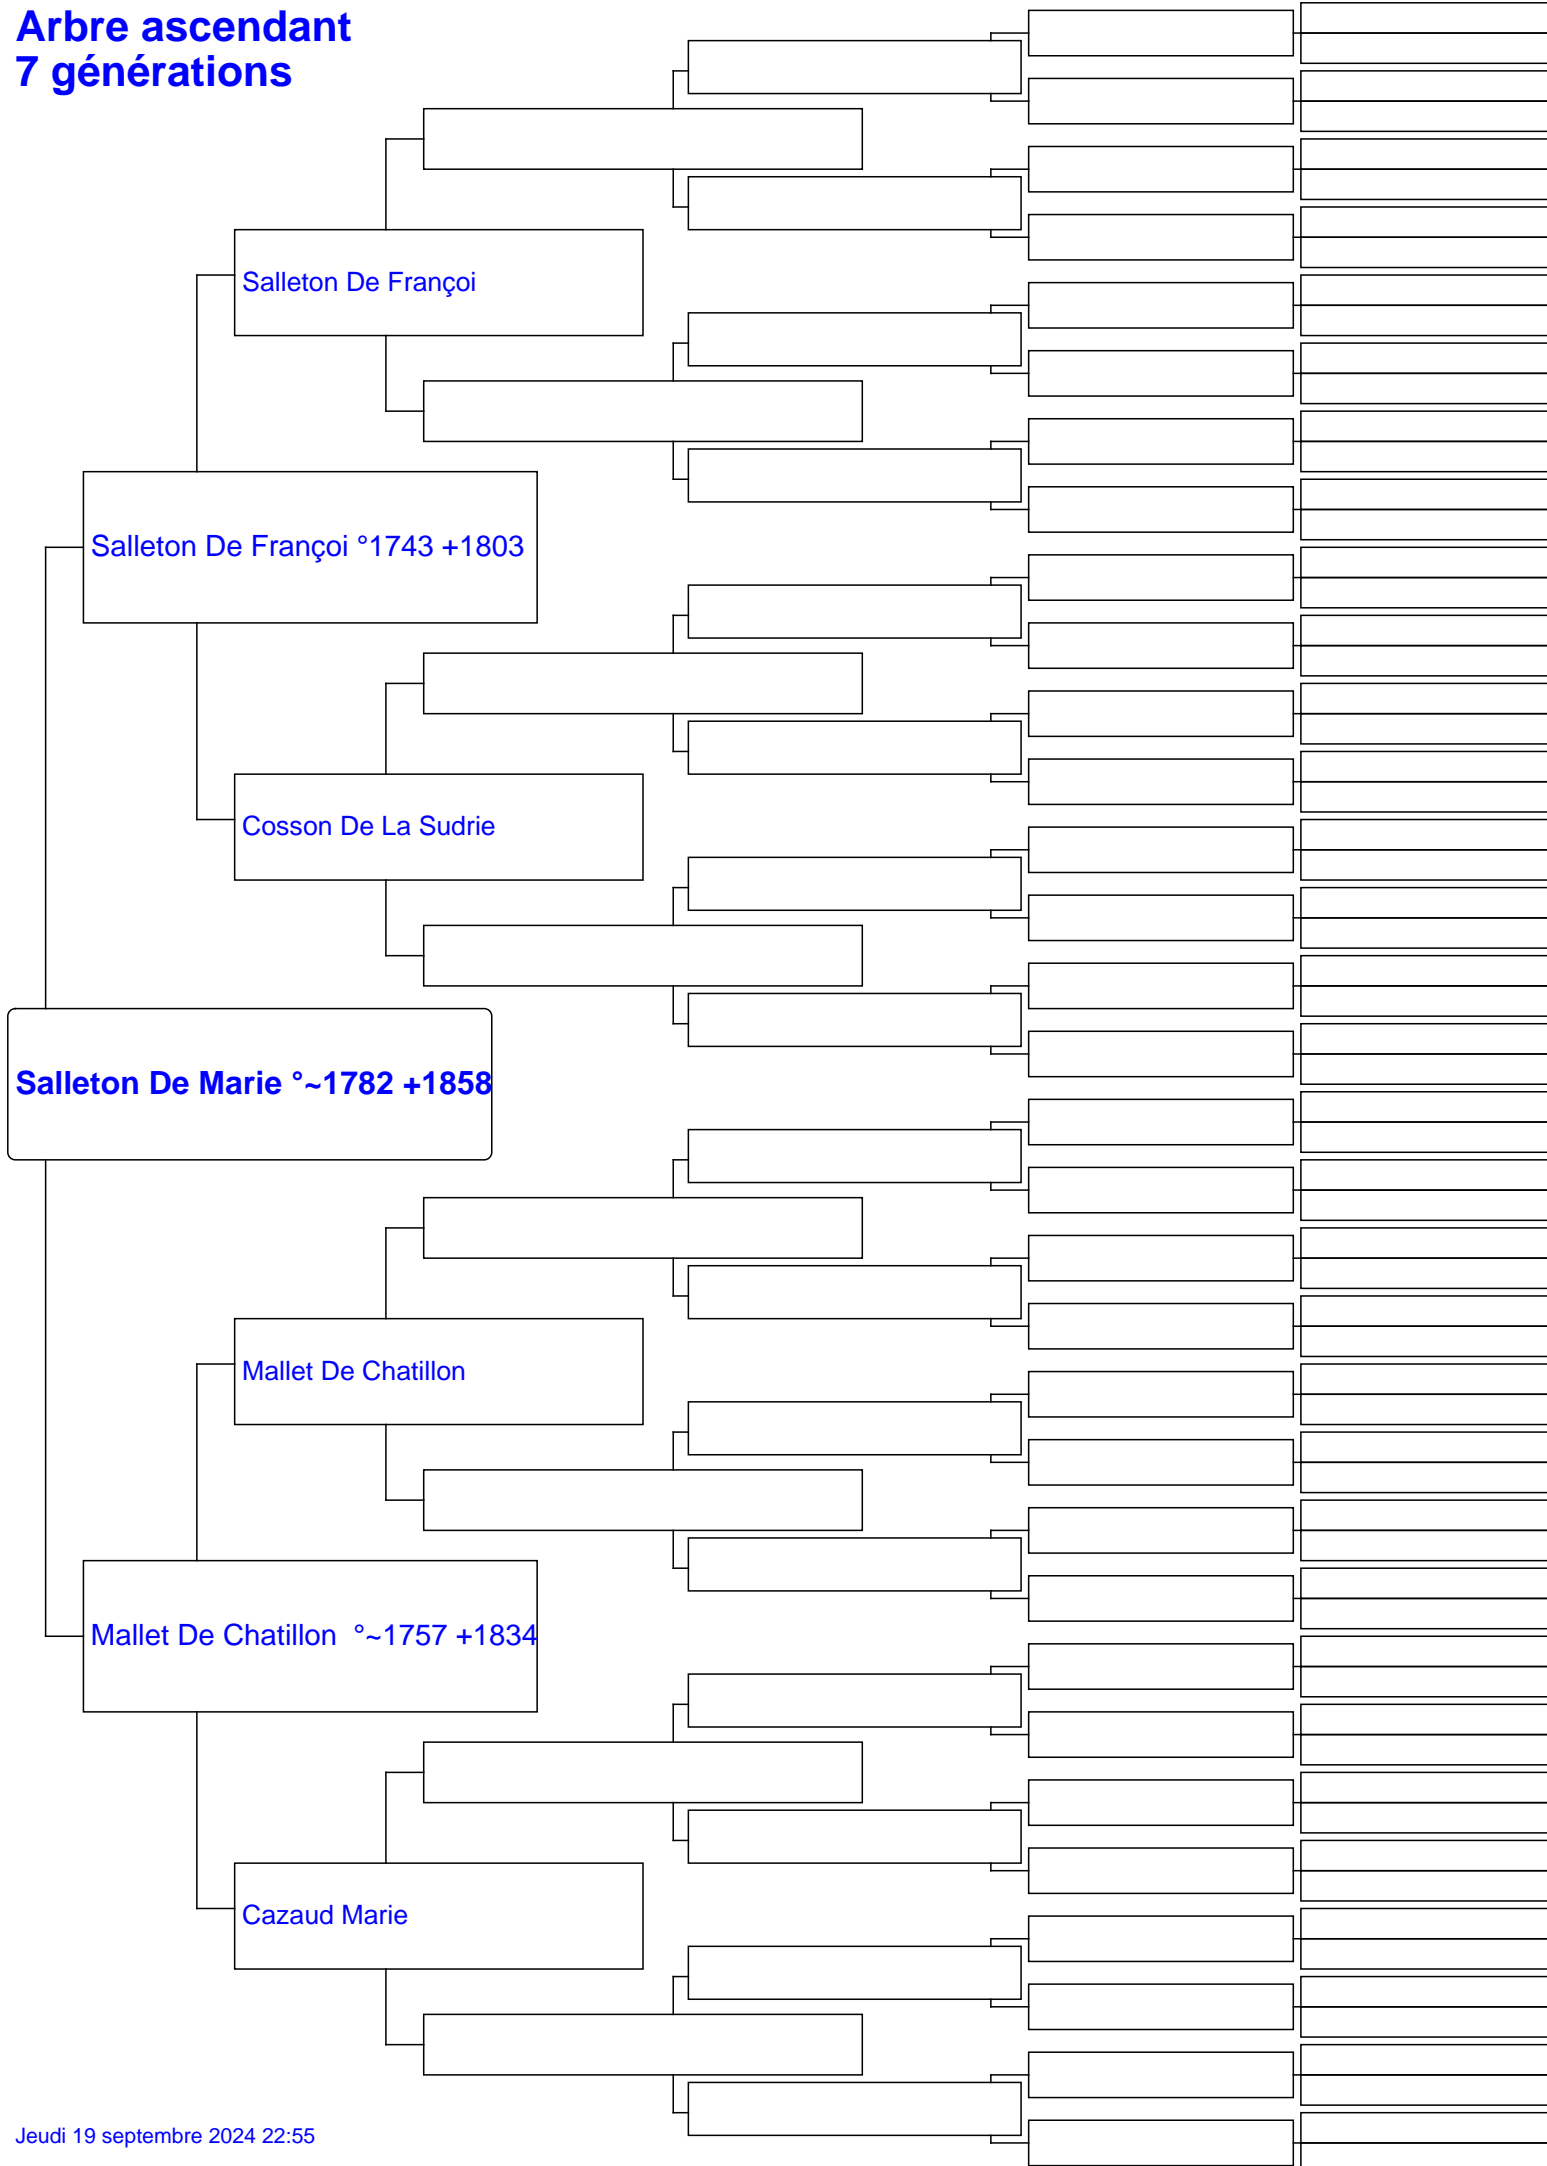 Arbre ascendant
7 générations
Salleton De Françoi
Salleton De Françoi °1743 +1803
Cosson De La Sudrie
Salleton De Marie °~1782 +1858
Mallet De Chatillon
Mallet De Chatillon  °~1757 +1834
Cazaud Marie
Jeudi 19 septembre 2024 22:55